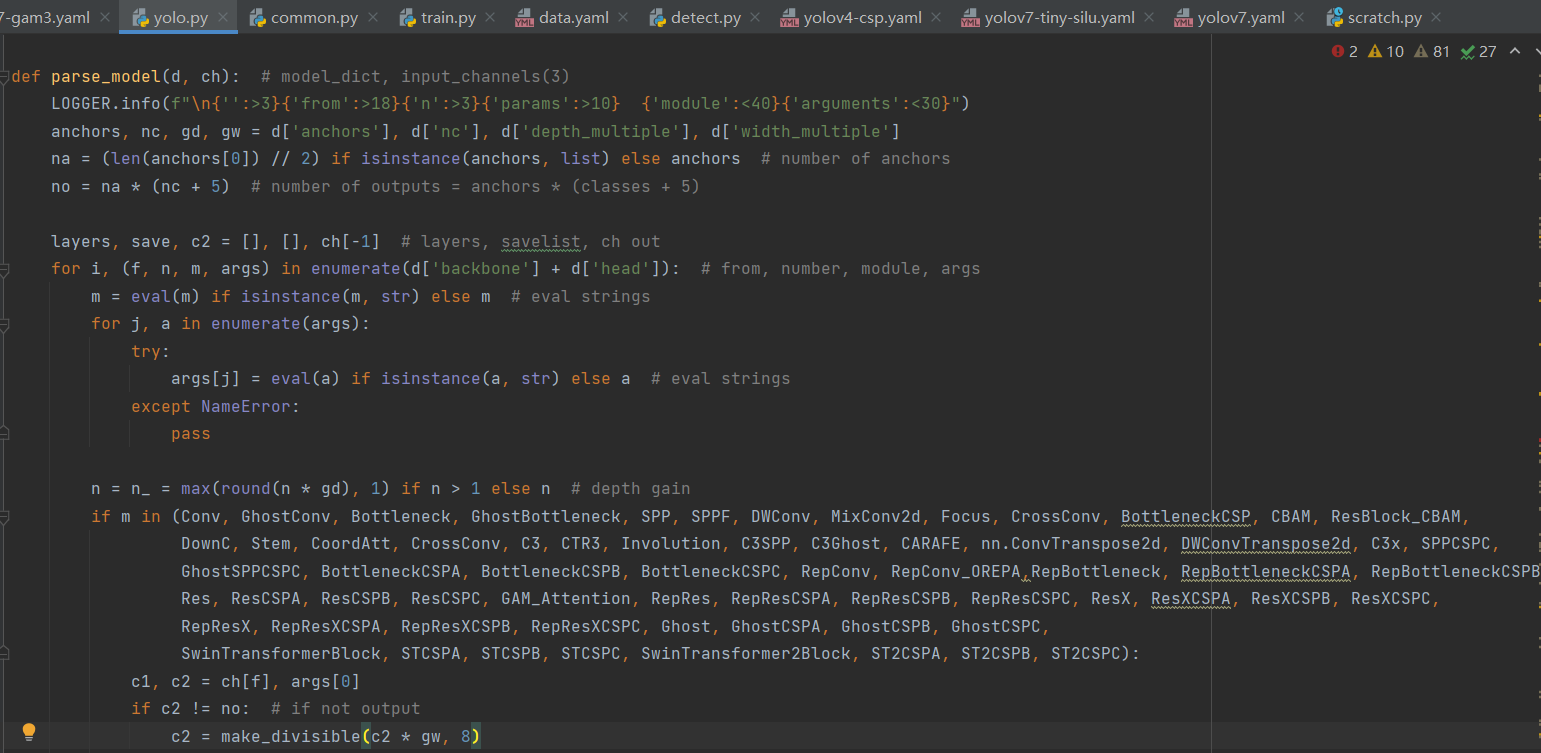 7-gam3.yaml yolo.py common.py train.py data.yaml detect.py yolov4-csp.yaml yolov7-tiny-silu.yaml yolov7.yaml scratch.py
2 10 81 27
def parse_model(d, ch):  # model_dict, input_channels(3)
    LOGGER.info(f"\n{'':>3}{'from':>18}{'n':>3}{'params':>10}  {'module':<40}{'arguments':<30}")
    anchors, nc, gd, gw = d['anchors'], d['nc'], d['depth_multiple'], d['width_multiple']
    na = (len(anchors[0]) // 2) if isinstance(anchors, list) else anchors  # number of anchors
    no = na * (nc + 5)  # number of outputs = anchors * (classes + 5)
    layers, save, c2 = [], [], ch[-1]  # layers, savelist, ch out
    for i, (f, n, m, args) in enumerate(d['backbone'] + d['head']):  # from, number, module, args
        m = eval(m) if isinstance(m, str) else m  # eval strings
        for j, a in enumerate(args):
            try:
                args[j] = eval(a) if isinstance(a, str) else a  # eval strings
            except NameError:
                pass
        n = n_ = max(round(n * gd), 1) if n > 1 else n  # depth gain
        if m in (Conv, GhostConv, Bottleneck, GhostBottleneck, SPP, SPPF, DWConv, MixConv2d, Focus, CrossConv, BottleneckCSP, CBAM, ResBlock_CBAM,
                 DownC, Stem, CoordAtt, CrossConv, C3, CTR3, Involution, C3SPP, C3Ghost, CARAFE, nn.ConvTranspose2d, DWConvTranspose2d, C3x, SPPCSPC,
                 GhostSPPCSPC, BottleneckCSPA, BottleneckCSPB, BottleneckCSPC, RepConv, RepConv_OREPA,RepBottleneck, RepBottleneckCSPA, RepBottleneckCSPB
                 Res, ResCSPA, ResCSPB, ResCSPC, GAM_Attention, RepRes, RepResCSPA, RepResCSPB, RepResCSPC, ResX, ResXCSPA, ResXCSPB, ResXCSPC,
                 RepResX, RepResXCSPA, RepResXCSPB, RepResXCSPC, Ghost, GhostCSPA, GhostCSPB, GhostCSPC,
                 SwinTransformerBlock, STCSPA, STCSPB, STCSPC, SwinTransformer2Block, ST2CSPA, ST2CSPB, ST2CSPC):
            c1, c2 = ch[f], args[0]
            if c2 != no:  # if not output
                c2 = make_divisible(c2 * gw, 8)